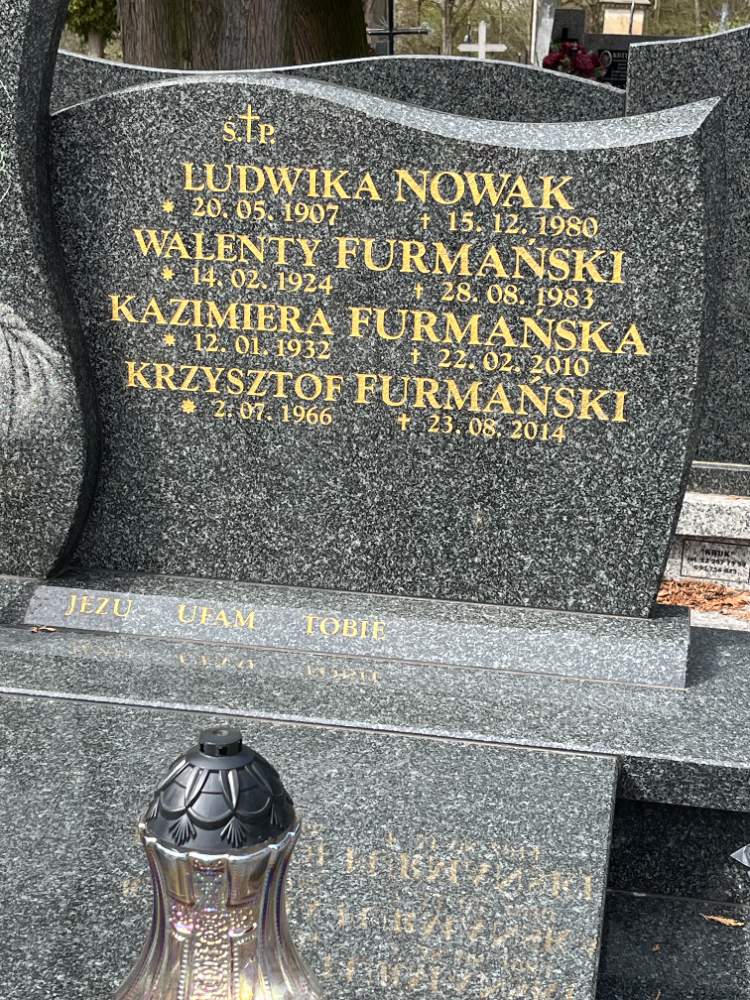 Ś.✝P.
LUDWIKA NOWAK
* 20. 05. 1907 † 15. 12. 1980
WALENTY FURMAŃSKI
* 14. 02. 1924 † 28. 08. 1983
KAZIMIERA FURMAŃSKA
* 12. 01. 1932 † 22. 02. 2010
KRZYSZTOF FURMAŃSKI
* 2. 07. 1966 † 23. 08. 2014
JEZU UFAM TOBIE